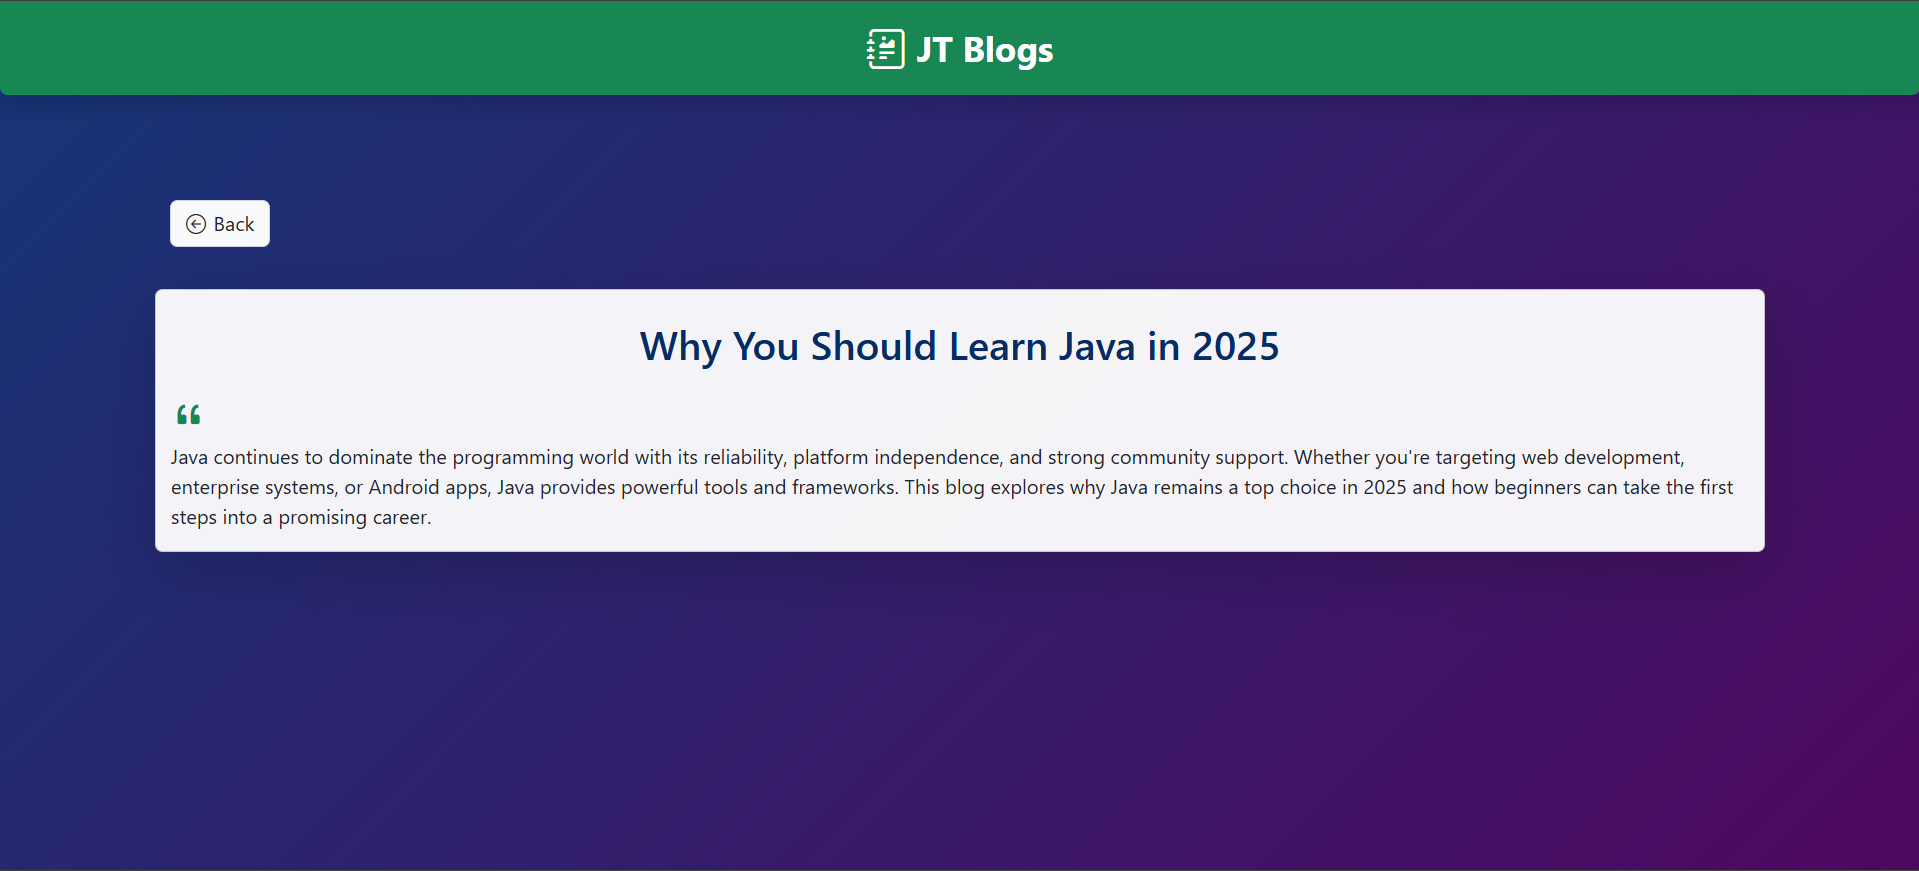 JT Blogs
Back
Why You Should Learn Java in 2025
Java continues to dominate the programming world with its reliability, platform independence, and strong community support. Whether you're targeting web development,
enterprise systems, or Android apps, Java provides powerful tools and frameworks. This blog explores why Java remains a top choice in 2025 and how beginners can take the first
steps into a promising career.